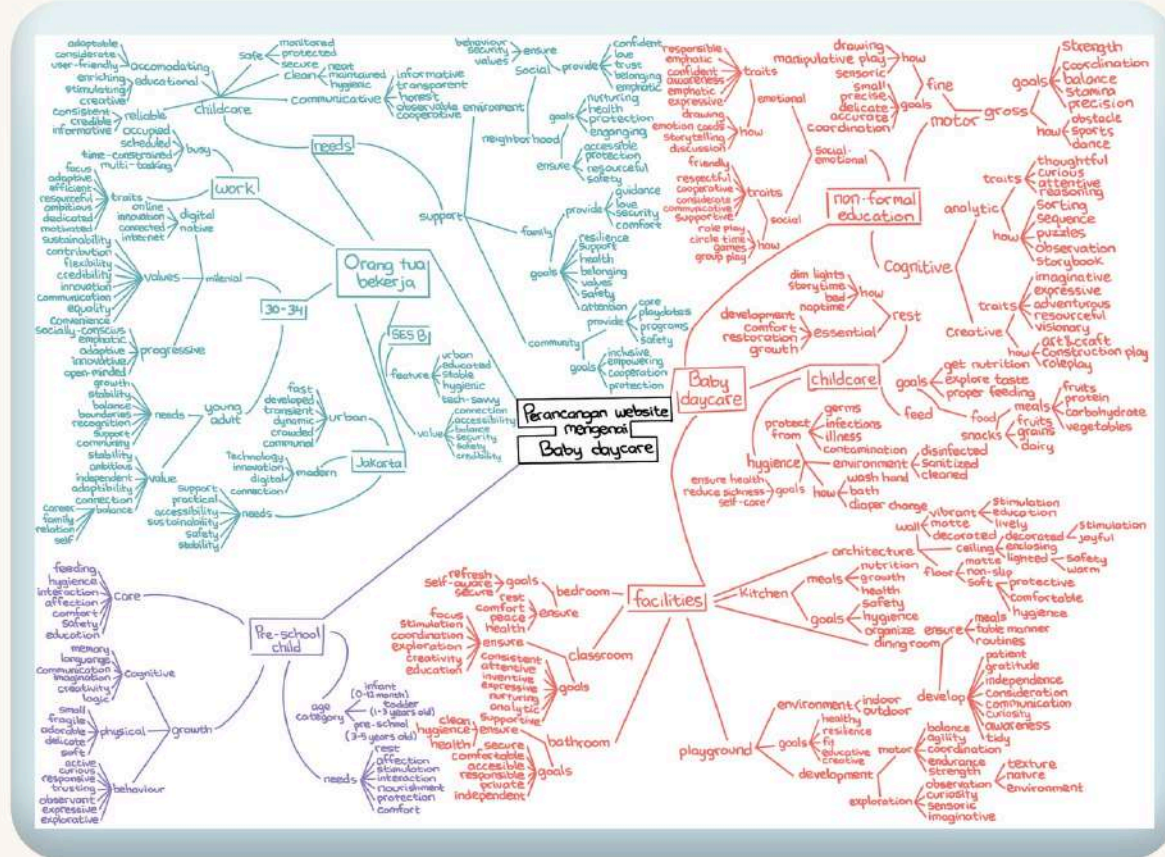 Perancangan website
mengenai
Baby daycare
Orang tua
bekerja
needs
childcare
accomodating
adaptable
considerate
user-friendly
educational
enriching
stimulating
creative
reliable
consistent
credible
informative
safe
monitored
protected
secure
clean
neat
maintained
hygienic
communicative
informative
transparent
honest
observable
cooperative
support
environment
social
ensure
behaviour
security
values
provide
confident
love
trust
belonging
emphatic
neighborhood
goals
nurturing
health
protection
enganging
ensure
accessible
protection
resourceful
safety
family
provide
guidance
love
security
comfort
goals
resilience
support
health
belonging
values
safety
attention
community
provide
care
playdates
programs
safety
goals
inclusive
empowering
cooperation
protection
work
busy
occupied
scheduled
time-constrained
multi-tasking
traits
focus
adaptive
efficient
resourceful
ambitious
dedicated
motivated
30-34
milenial
digital
native
online
innovation
connected
internet
values
sustainability
contribution
flexibility
credibility
innovation
communication
equality
convenience
progressive
socially-conscius
emphatic
adaptive
innovative
open-minded
young
adult
needs
growth
stability
balance
boundaries
recognition
support
community
value
stability
ambitious
independent
adaptibility
connection
balance
career
family
relation
self
SES B
feature
urban
educated
stable
hygienic
tech-savvy
value
connection
accessibility
balance
security
safety
credibility
Jakarta
urban
fast
developed
transient
dynamic
crowded
communal
modern
Technology
innovation
digital
connection
needs
support
practical
accessibility
sustainability
safety
stability
Pre-school
child
care
feeding
hygience
interaction
affection
comfort
safety
education
growth
Cognitive
memory
languange
communication
imagination
creativity
logic
physical
small
fragile
adorable
delicate
soft
behaviour
active
curious
responsive
trusting
observant
expressive
explorative
age
category
infant
(0-12 month)
toddler
(1-3 years old)
pre-school
(3-5 years old)
needs
rest
affection
stimulation
interaction
nourishment
protection
comfort
Baby
daycare
non-formal
education
social-
emotional
emotional
traits
responsible
emphatic
confident
awareness
emphatic
expressive
how
drawing
emotion cards
storytelling
discussion
social
traits
friendly
respectful
cooperative
considerate
communicative
supportive
how
role play
circle time
games
group play
motor
fine
how
drawing
manipulative play
sensoric
goals
small
precise
delicate
accurate
coordination
gross
goals
strength
coordination
balance
stamina
precision
how
obstacle
sports
dance
Cognitive
analytic
traits
thoughtful
curious
attentive
reasoning
how
sorting
sequence
puzzles
observation
storybook
creative
traits
imaginative
expressive
adventurous
resourceful
visionary
how
art&craft
construction play
roleplay
childcare
rest
how
dim lights
storytime
bed
naptime
essential
development
comfort
restoration
growth
feed
goals
get nutrition
explore taste
proper feeding
food
meals
fruits
protein
carbohydrate
vegetables
snacks
fruits
grains
dairy
hygience
protect
from
germs
infections
illness
contamination
environment
disinfected
sanitized
cleaned
how
wash hand
bath
diaper change
goals
ensure health
reduce sickness
self-care
facilities
architecture
wall
vibrant
stimulation
education
lively
matte
decorated
ceiling
decorated
stimulation
joyful
enclosing
lighted
safety
warm
floor
matte
non-slip
soft
protective
comfortable
hygience
Kitchen
meals
nutrition
growth
health
goals
safety
hygience
organize
dining room
ensure
meals
table manner
routines
develop
patient
gratitude
independence
consideration
communication
curiosity
awareness
tidy
bedroom
goals
refresh
self-aware
secure
ensure
rest
comfort
peace
health
classroom
ensure
focus
stimulation
coordination
exploration
creativity
education
goals
consistent
attentive
inventive
expressive
nurturing
analytic
supportive
bathroom
ensure
clean
hygience
health
goals
secure
comfortable
accesible
responsible
private
independent
playground
environment
indoor
outdoor
goals
healthy
resilience
fit
educative
creative
development
motor
balance
agility
coordination
endurance
strength
exploration
observation
texture
nature
environment
curiosity
sensoric
imaginative